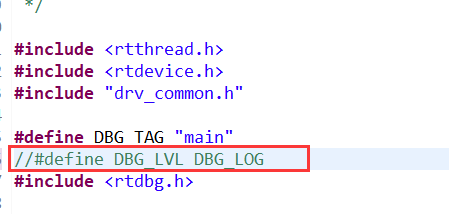 */
#include <rtthread.h>
#include <rtdevice.h>
#include "drv_common.h"
#define DBG_TAG "main"
//#define DBG_LVL DBG_LOG
#include <rtdbg.h>